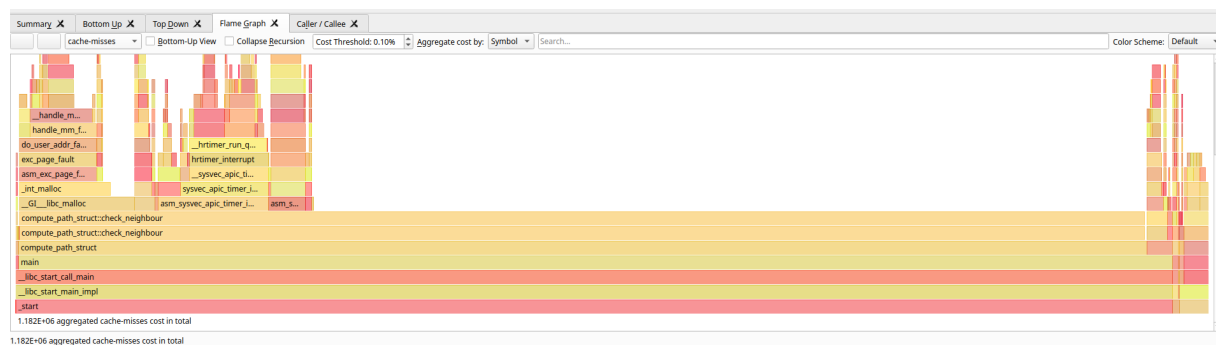 Summary Bottom Up Top Down Flame Graph Caller / Callee
cache-misses Bottom-Up View Collapse Recursion Cost Threshold: 0.10% Aggregate cost by: Symbol Search... Color Scheme: Default
__handle_m...
handle_mm_f...
do_user_addr_fa... __hrtimer_run_q...
exc_page_fault hrtimer_interrupt
asm_exc_page_f... __sysvec_apic_ti...
_int_malloc sysvec_apic_timer_i...
__GI___libc_malloc asm_sysvec_apic_timer_i... asm_s...
compute_path_struct::check_neighbour
compute_path_struct::check_neighbour
compute_path_struct
main
__libc_start_call_main
__libc_start_main_impl
_start
1.182E+06 aggregated cache-misses cost in total
1.182E+06 aggregated cache-misses cost in total